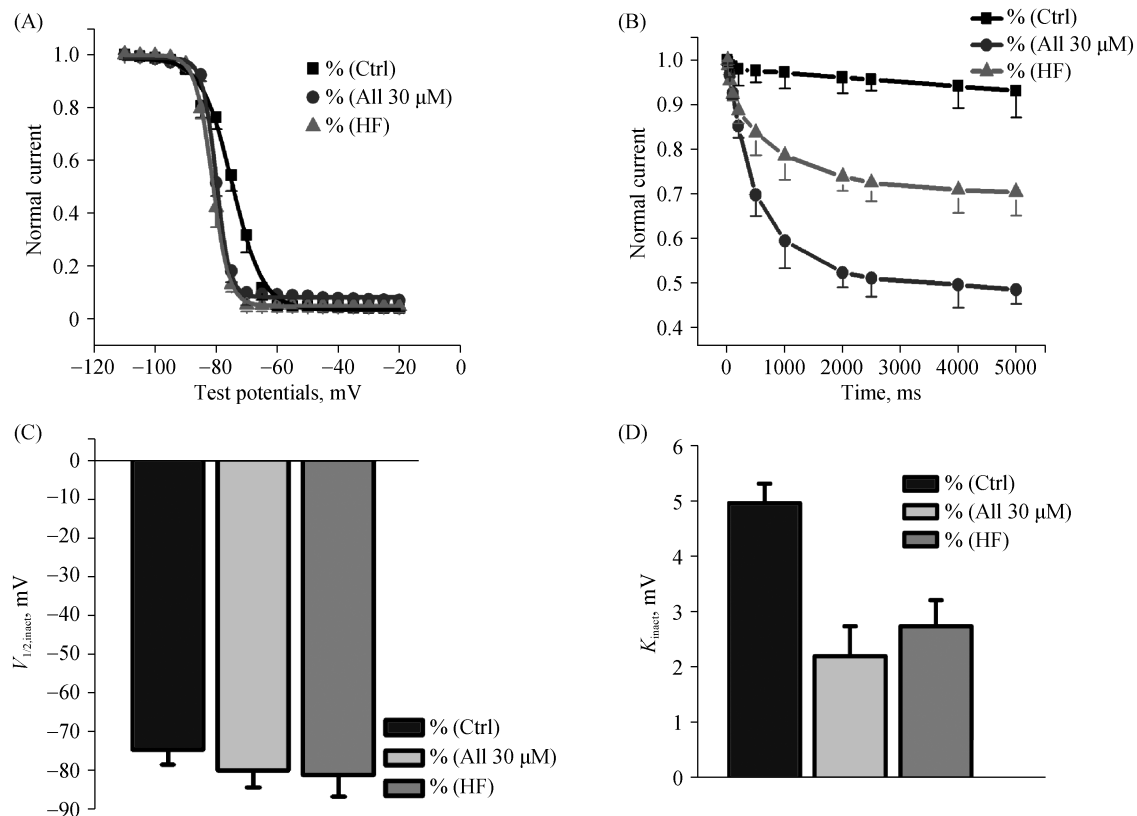 (A)
% (Ctrl)
% (All 30 μM)
% (HF)
Normal current
1.0
0.8
0.6
0.4
0.2
0
−120
−100
−80
−60
−40
−20
0
Test potentials, mV
(B)
% (Ctrl)
% (All 30 μM)
% (HF)
Normal current
1.0
0.9
0.8
0.7
0.6
0.5
0.4
0
1000
2000
3000
4000
5000
Time, ms
(C)
V1/2,inact, mV
0
−10
−20
−30
−40
−50
−60
−70
−80
−90
% (Ctrl)
% (All 30 μM)
% (HF)
(D)
Kinact, mV
6
5
4
3
2
1
0
% (Ctrl)
% (All 30 μM)
% (HF)